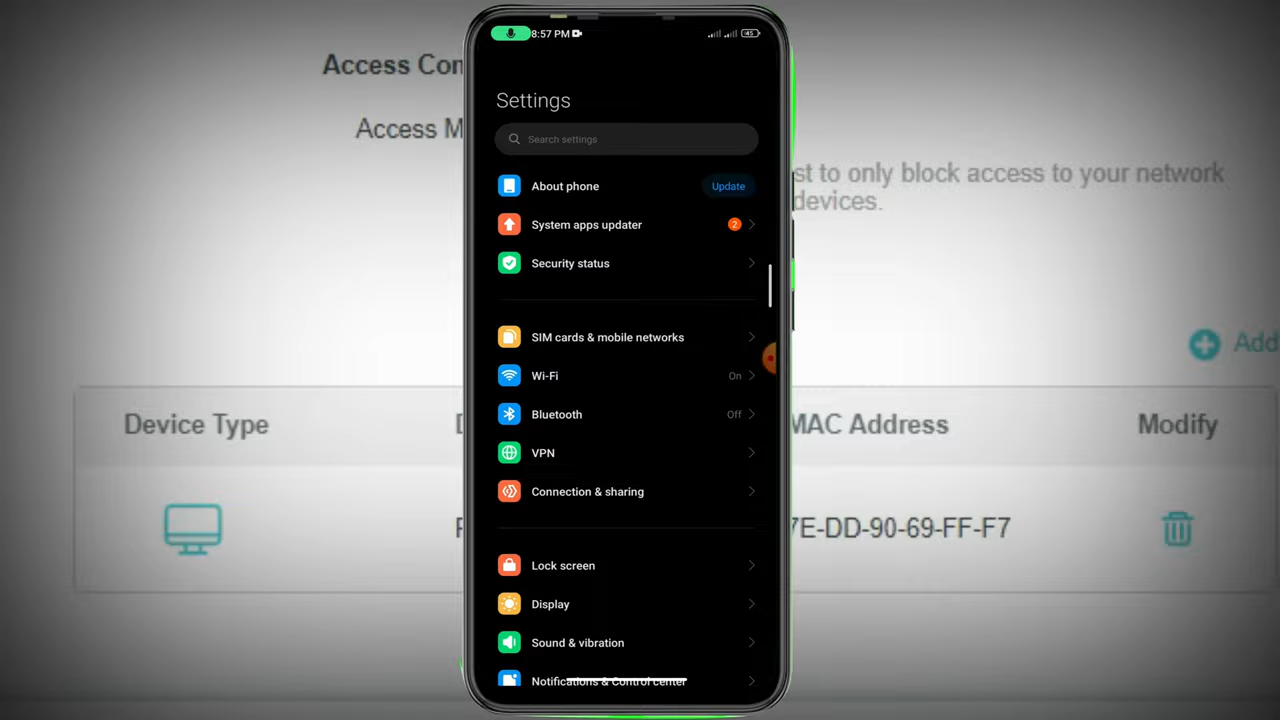 8:57 PM
45
Access Con
Settings
Access M
Search settings
st to only block access to your network
devices.
About phone
Update
System apps updater
2
Security status
SIM cards & mobile networks
Add
Wi-Fi
On
Bluetooth
Off
Device Type
MAC Address
Modify
VPN
Connection & sharing
7E-DD-90-69-FF-F7
Lock screen
Display
Sound & vibration
Notifications & Control center